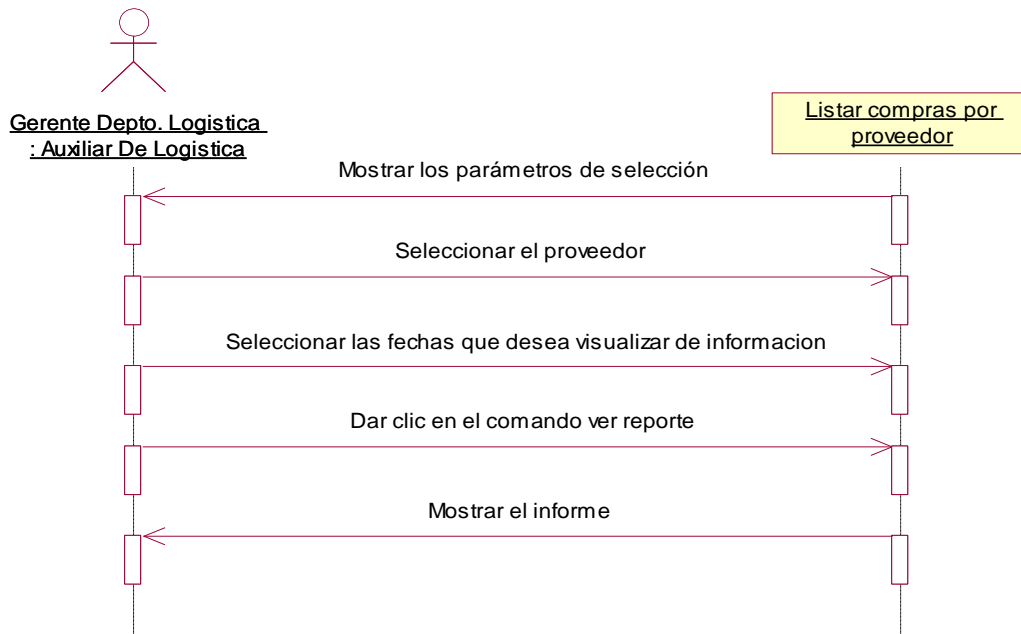 Gerente Depto. Logistica
: Auxiliar De Logistica
Listar compras por
proveedor
Mostrar los parámetros de selección
Seleccionar el proveedor
Seleccionar las fechas que desea visualizar de informacion
Dar clic en el comando ver reporte
Mostrar el informe